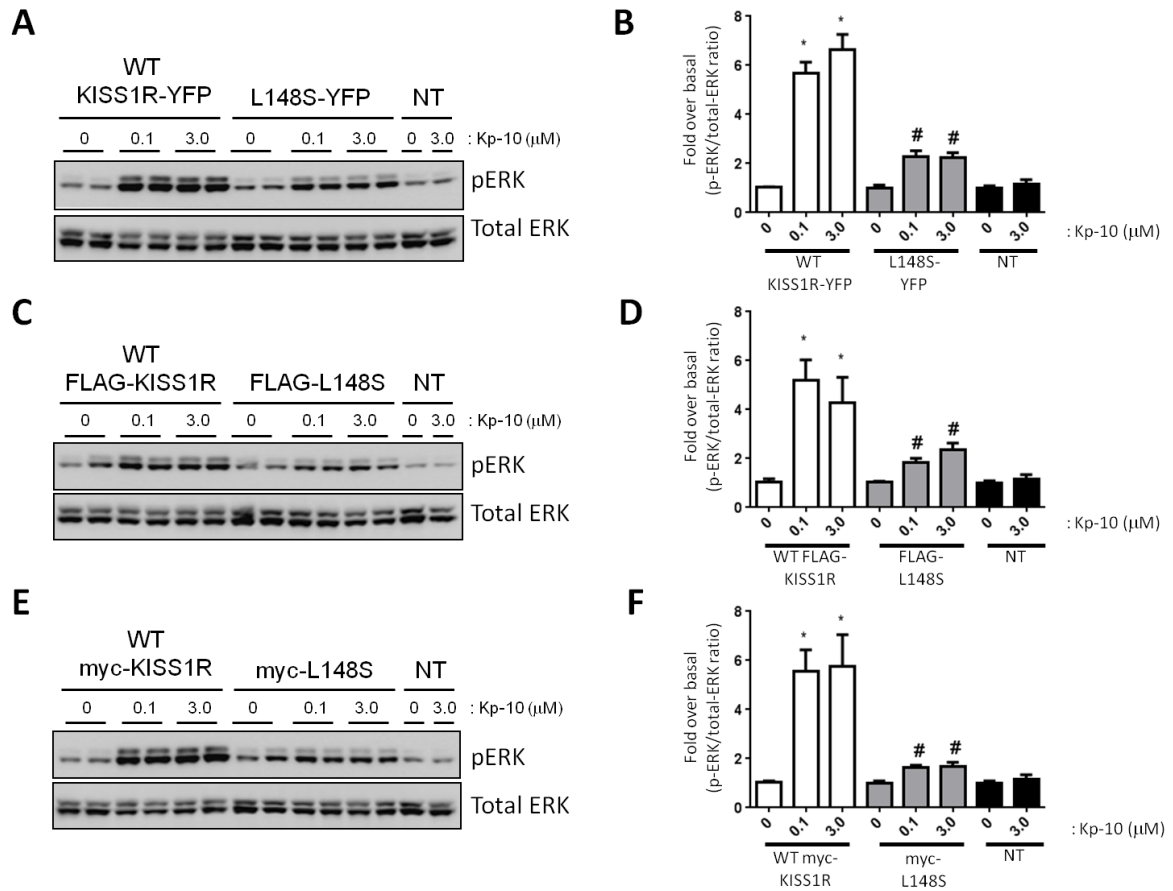 A
WT
KISS1R-YFP
L148S-YFP
NT
0
0.1
3.0
0
0.1
3.0
0
3.0
: Kp-10 (μM)
pERK
Total ERK
B
Fold over basal
(p-ERK/total-ERK ratio)
8
6
4
2
0
*
*
#
#
0
0.1
3.0
0
0.1
3.0
0
3.0
: Kp-10 (μM)
WT
KISS1R-YFP
L148S-
YFP
NT
C
WT
FLAG-KISS1R
FLAG-L148S
NT
0
0.1
3.0
0
0.1
3.0
0
3.0
: Kp-10 (μM)
pERK
Total ERK
D
Fold over basal
(p-ERK/total-ERK ratio)
8
6
4
2
0
*
*
#
#
0
0.1
3.0
0
0.1
3.0
0
3.0
: Kp-10 (μM)
WT FLAG-
KISS1R
FLAG-
L148S
NT
E
WT
myc-KISS1R
myc-L148S
NT
0
0.1
3.0
0
0.1
3.0
0
3.0
: Kp-10 (μM)
pERK
Total ERK
F
Fold over basal
(p-ERK/total-ERK ratio)
8
6
4
2
0
*
*
#
#
0
0.1
3.0
0
0.1
3.0
0
3.0
: Kp-10 (μM)
WT myc-
KISS1R
myc-
L148S
NT